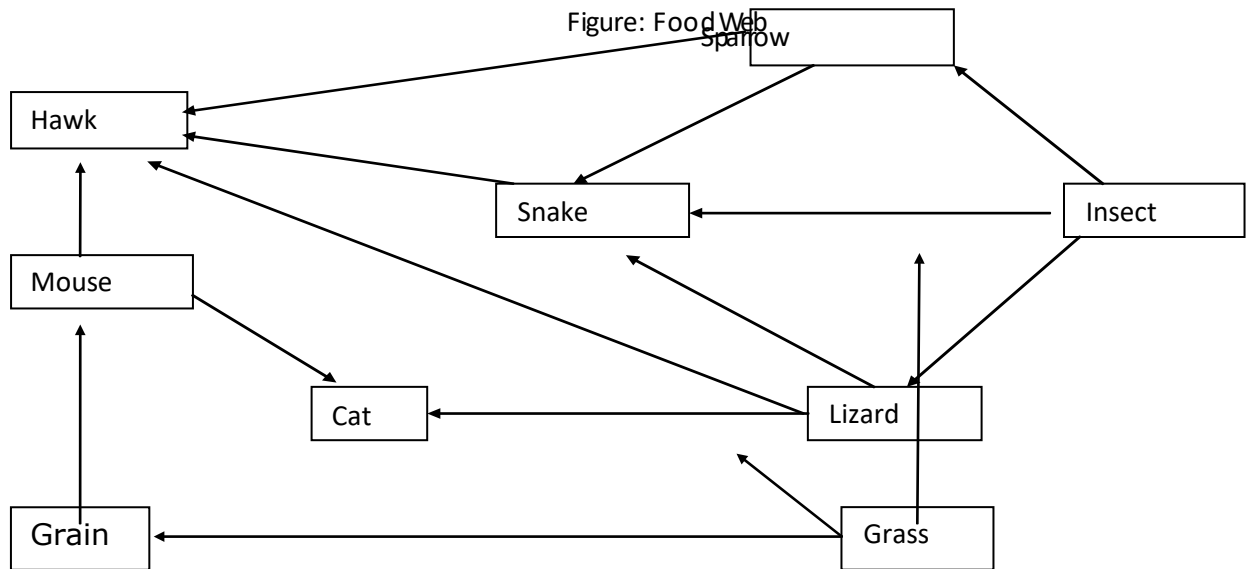 Figure: Food Web
Sparrow
Hawk
Snake
Insect
Mouse
Cat
Lizard
Grain
Grass